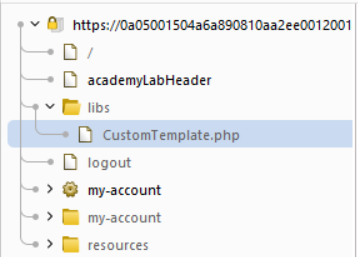 https://0a05001504a6a890810aa2ee0012001
/
academyLabHeader
libs
CustomTemplate.php
logout
my-account
my-account
resources